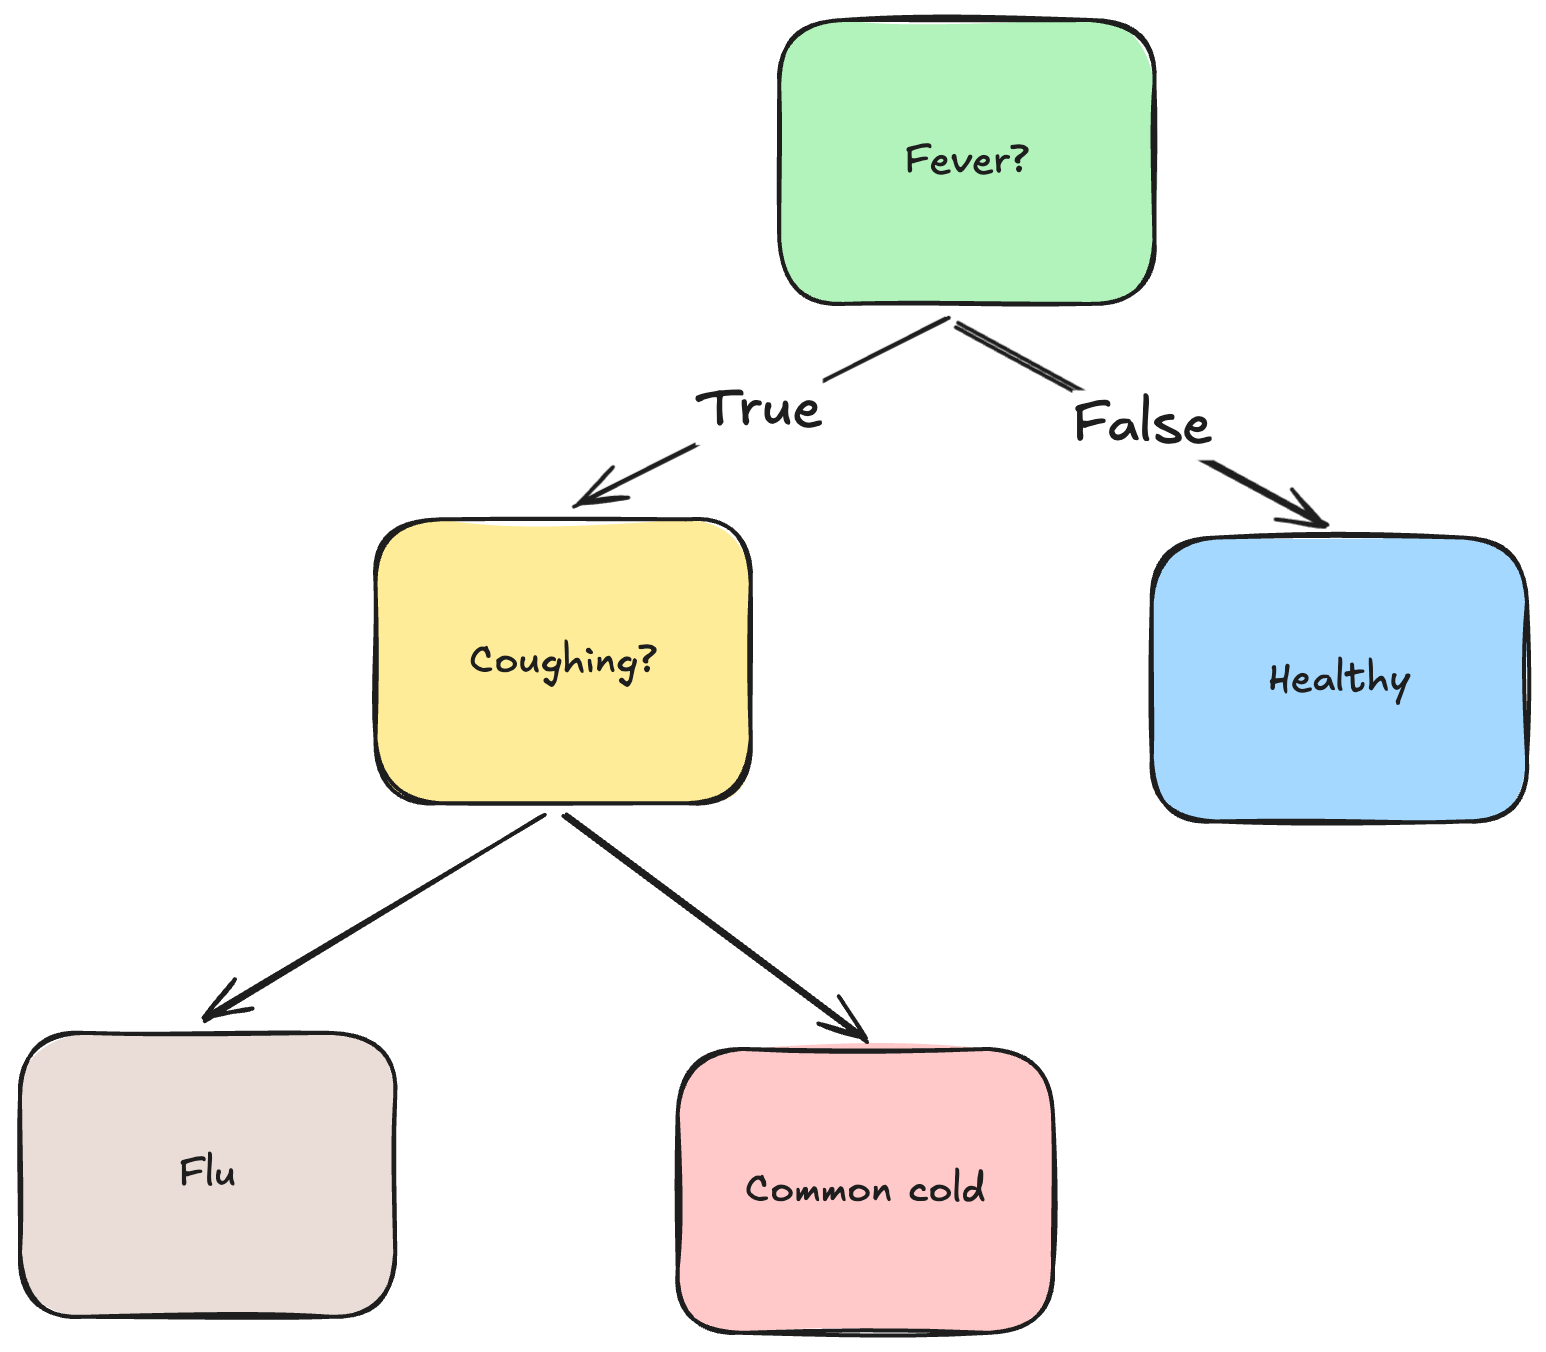 Fever?
True
False
Coughing?
Healthy
Flu
Common cold